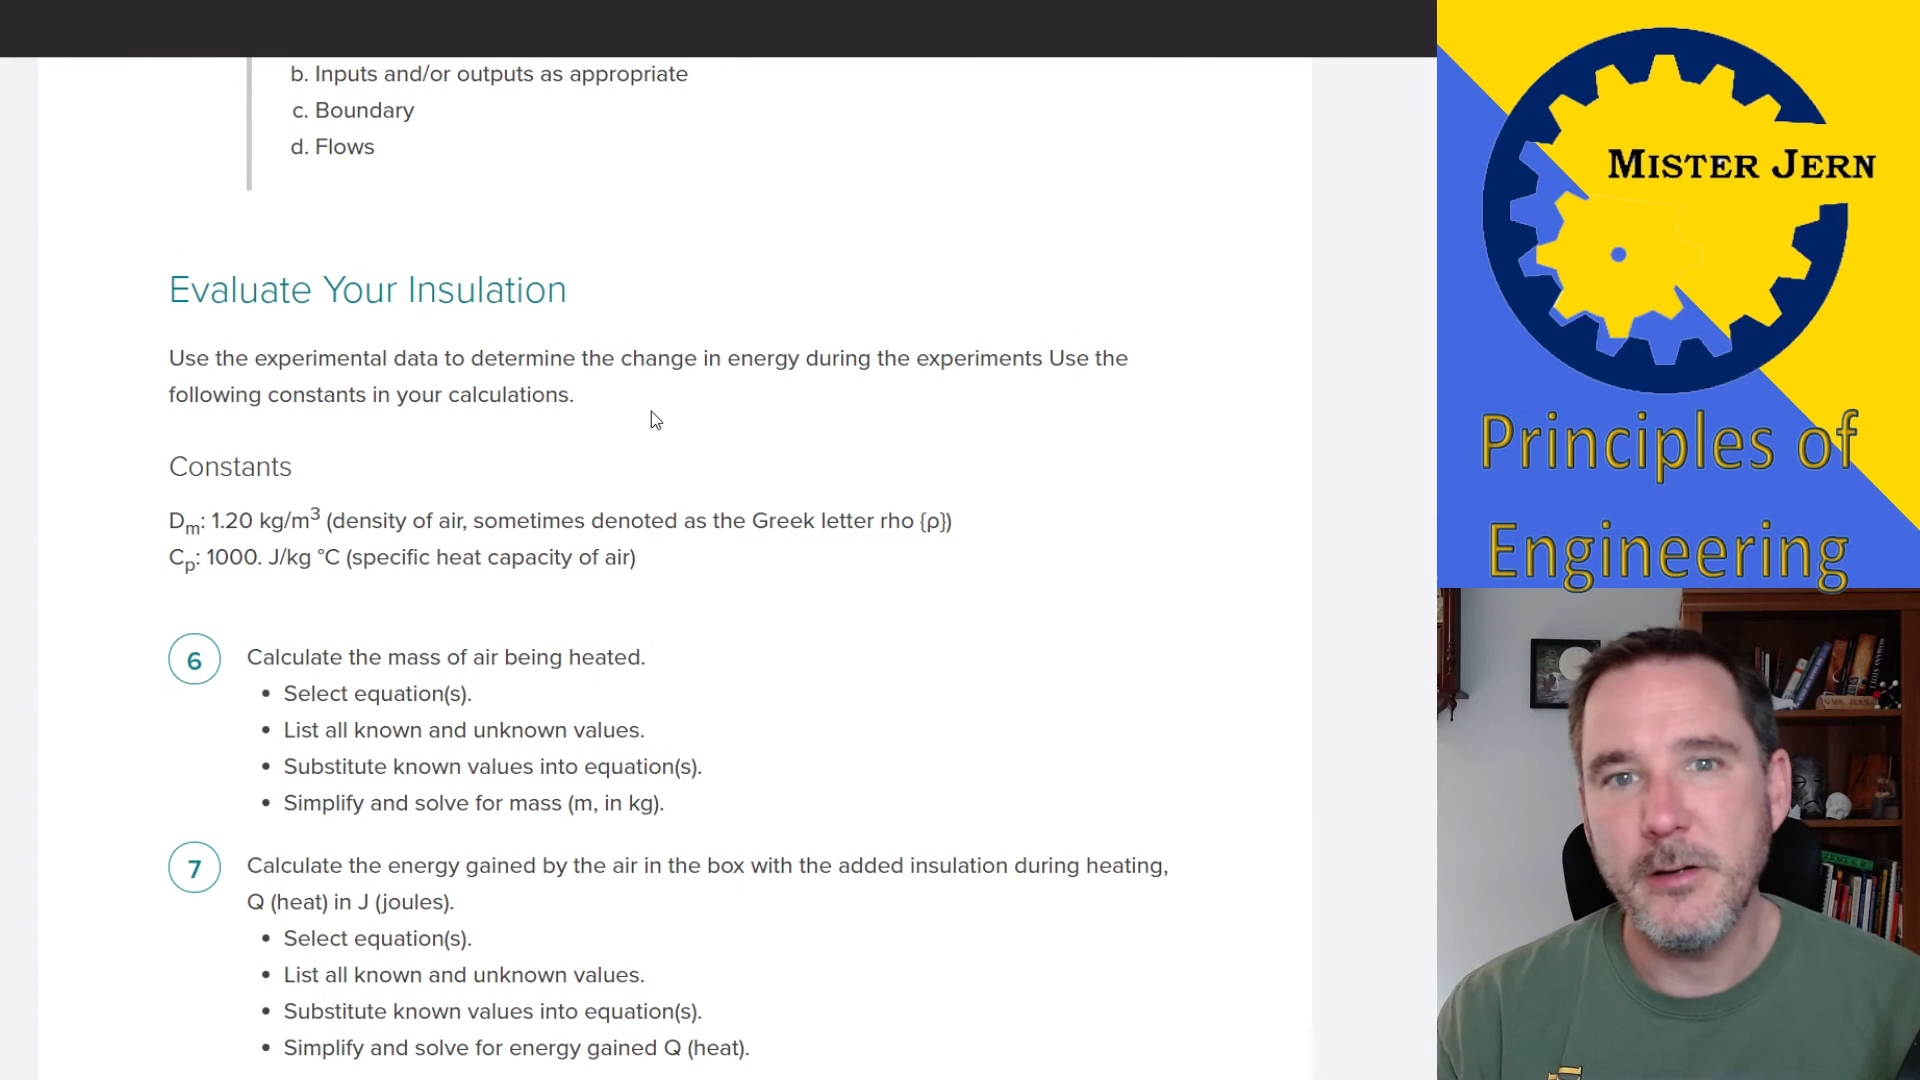 b. Inputs and/or outputs as appropriate
c. Boundary
d. Flows
Evaluate Your Insulation
Use the experimental data to determine the change in energy during the experiments Use the
following constants in your calculations.
Constants
Dm: 1.20 kg/m³ (density of air, sometimes denoted as the Greek letter rho {ρ})
Cp: 1000. J/kg °C (specific heat capacity of air)
6 Calculate the mass of air being heated.
• Select equation(s).
• List all known and unknown values.
• Substitute known values into equation(s).
• Simplify and solve for mass (m, in kg).
7 Calculate the energy gained by the air in the box with the added insulation during heating,
Q (heat) in J (joules).
• Select equation(s).
• List all known and unknown values.
• Substitute known values into equation(s).
• Simplify and solve for energy gained Q (heat).
Mister Jern
Principles of
Engineering